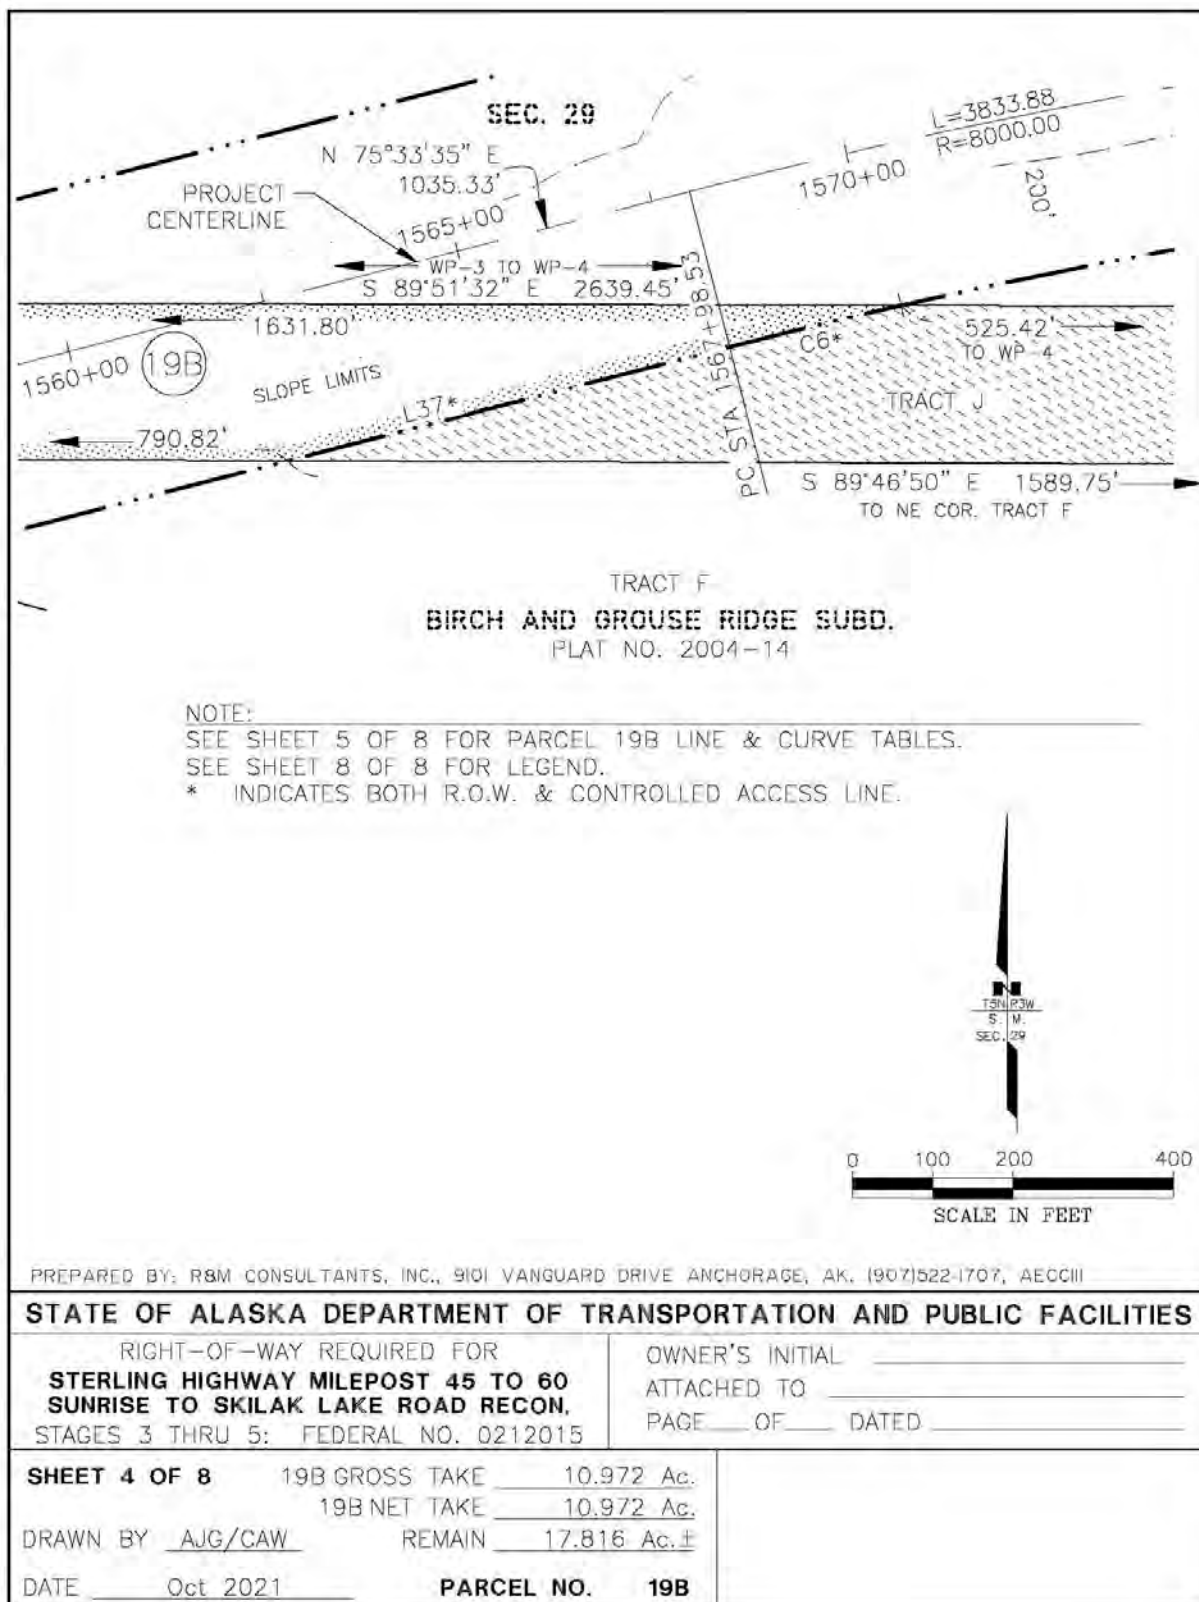 SEC. 29
N 75°33'35" E
1035.33'
PROJECT
CENTERLINE
1565+00
WP-3 TO WP-4
S 89°51'32" E 2639.45'
L=3833.88
R=8000.00
1570+00
200'
1631.80'
1560+00
19B
SLOPE LIMITS
L37*
C6*
525.42'
TO WP-4
TRACT J
790.82'
PC STA 1567+98.53
S 89°46'50" E 1589.75'
TO NE COR. TRACT F
TRACT F
BIRCH AND GROUSE RIDGE SUBD.
PLAT NO. 2004-14
NOTE:
SEE SHEET 5 OF 8 FOR PARCEL 19B LINE & CURVE TABLES.
SEE SHEET 8 OF 8 FOR LEGEND.
* INDICATES BOTH R.O.W. & CONTROLLED ACCESS LINE.
N
T5N R3W
S. M.
SEC. 29
0 100 200 400
SCALE IN FEET
PREPARED BY: R&M CONSULTANTS, INC., 9101 VANGUARD DRIVE ANCHORAGE, AK. (907)522-1707, AECC111
STATE OF ALASKA DEPARTMENT OF TRANSPORTATION AND PUBLIC FACILITIES
RIGHT-OF-WAY REQUIRED FOR
STERLING HIGHWAY MILEPOST 45 TO 60
SUNRISE TO SKILAK LAKE ROAD RECON,
STAGES 3 THRU 5: FEDERAL NO. 0212015
OWNER'S INITIAL
ATTACHED TO
PAGE OF DATED
SHEET 4 OF 8 19B GROSS TAKE 10.972 Ac.
19B NET TAKE 10.972 Ac.
DRAWN BY AJG/CAW REMAIN 17.816 Ac.±
DATE Oct 2021 PARCEL NO. 19B